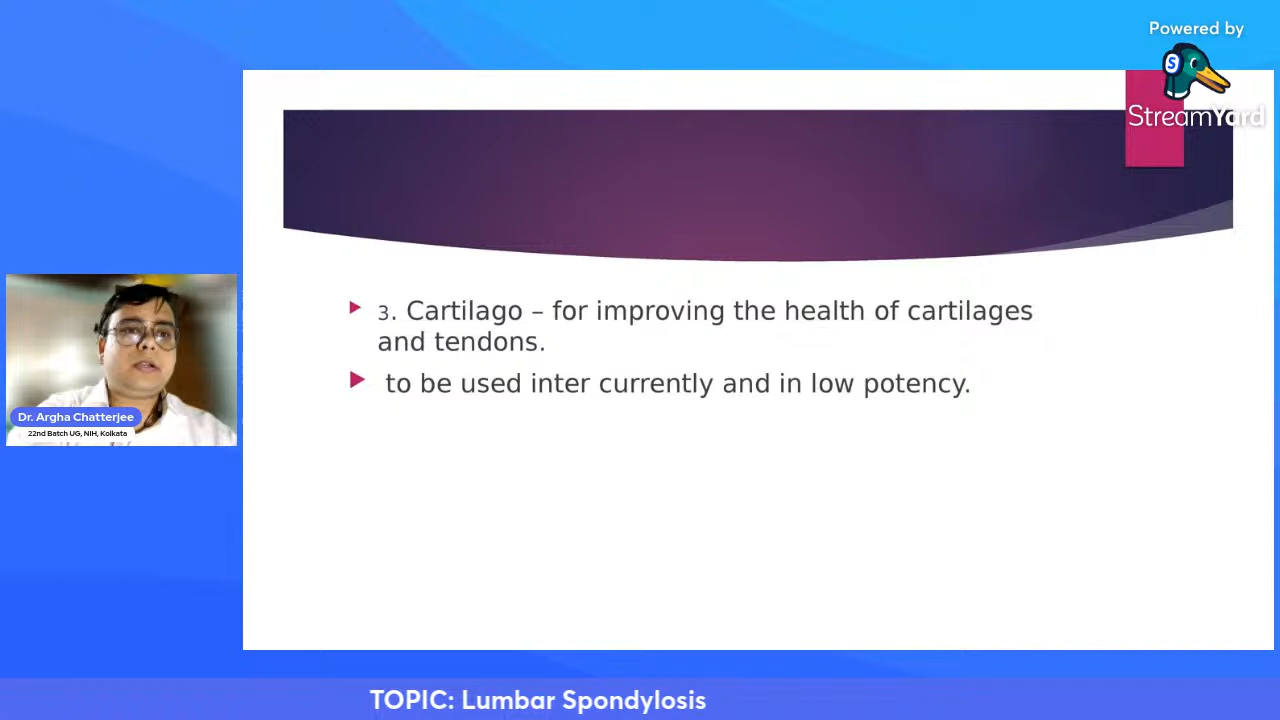 Powered by
StreamYard
3. Cartilago – for improving the health of cartilages
and tendons.
to be used inter currently and in low potency.
Dr. Argha Chatterjee
22nd Batch UG, NIH, Kolkata
TOPIC: Lumbar Spondylosis